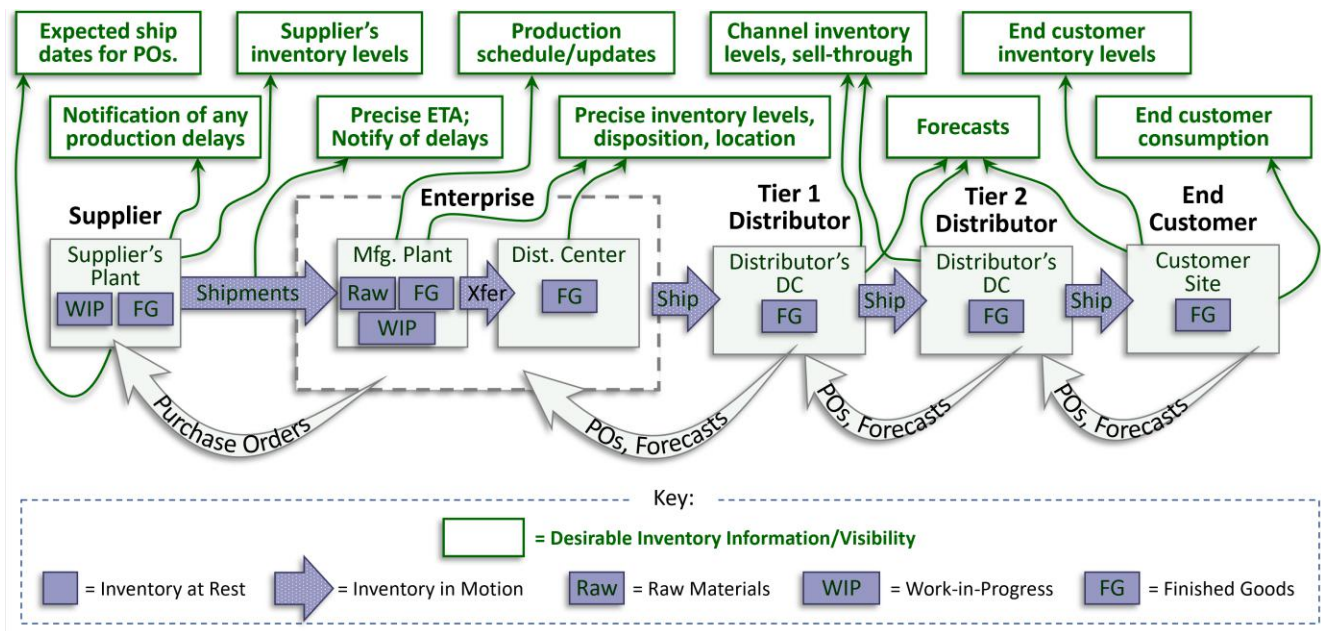 Expected ship
dates for POs.
Supplier’s
inventory levels
Production
schedule/updates
Channel inventory
levels, sell-through
End customer
inventory levels
Notification of any
production delays
Precise ETA;
Notify of delays
Precise inventory levels,
disposition, location
Forecasts
End customer
consumption
Supplier
Enterprise
Tier 1
Distributor
Tier 2
Distributor
End
Customer
Supplier’s
Plant
WIP
FG
Shipments
Mfg. Plant
Raw
FG
WIP
Xfer
Dist. Center
FG
Ship
Distributor’s
DC
FG
Ship
Distributor’s
DC
FG
Ship
Customer
Site
FG
Purchase Orders
POs, Forecasts
POs, Forecasts
POs, Forecasts
Key:
= Desirable Inventory Information/Visibility
= Inventory at Rest
= Inventory in Motion
Raw = Raw Materials
WIP = Work-in-Progress
FG = Finished Goods